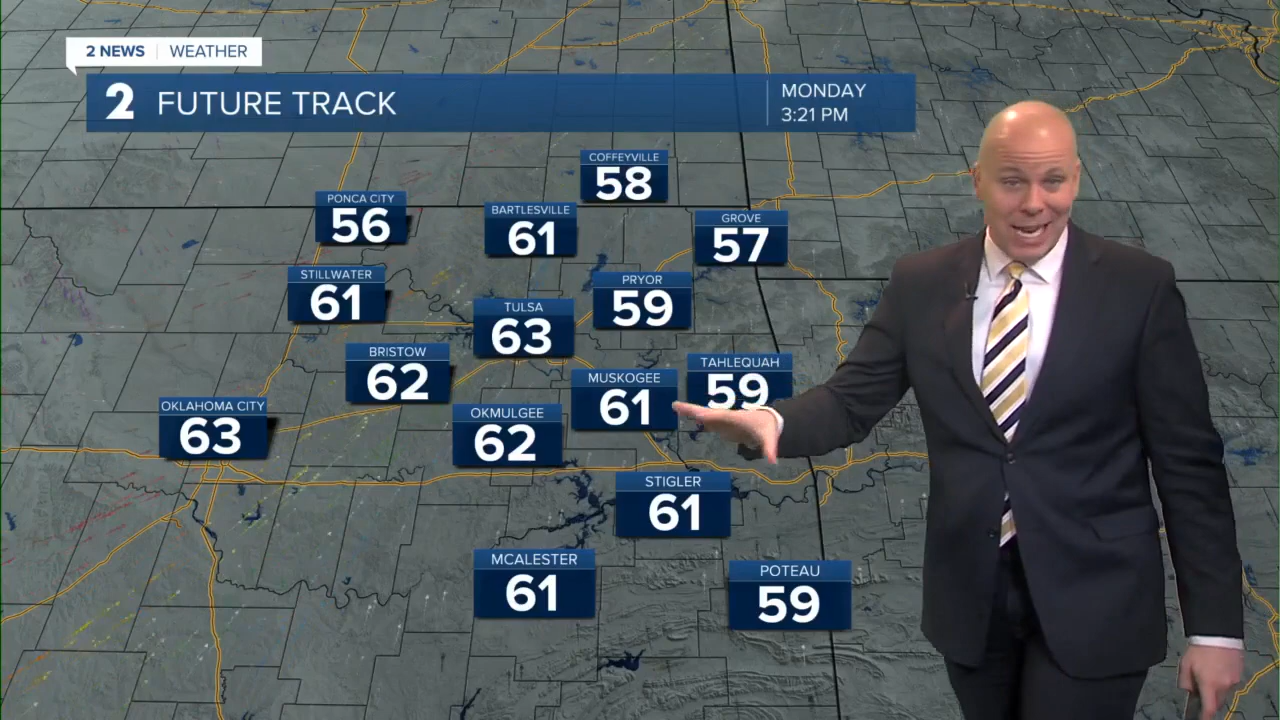 2 NEWS | WEATHER
2 FUTURE TRACK
MONDAY
3:21 PM
COFFEYVILLE
58
PONCA CITY
56
BARTLESVILLE
61
GROVE
57
STILLWATER
61
PRYOR
59
TULSA
63
BRISTOW
62
TAHLEQUAH
59
MUSKOGEE
61
OKLAHOMA CITY
63
OKMULGEE
62
STIGLER
61
MCALESTER
61
POTEAU
59